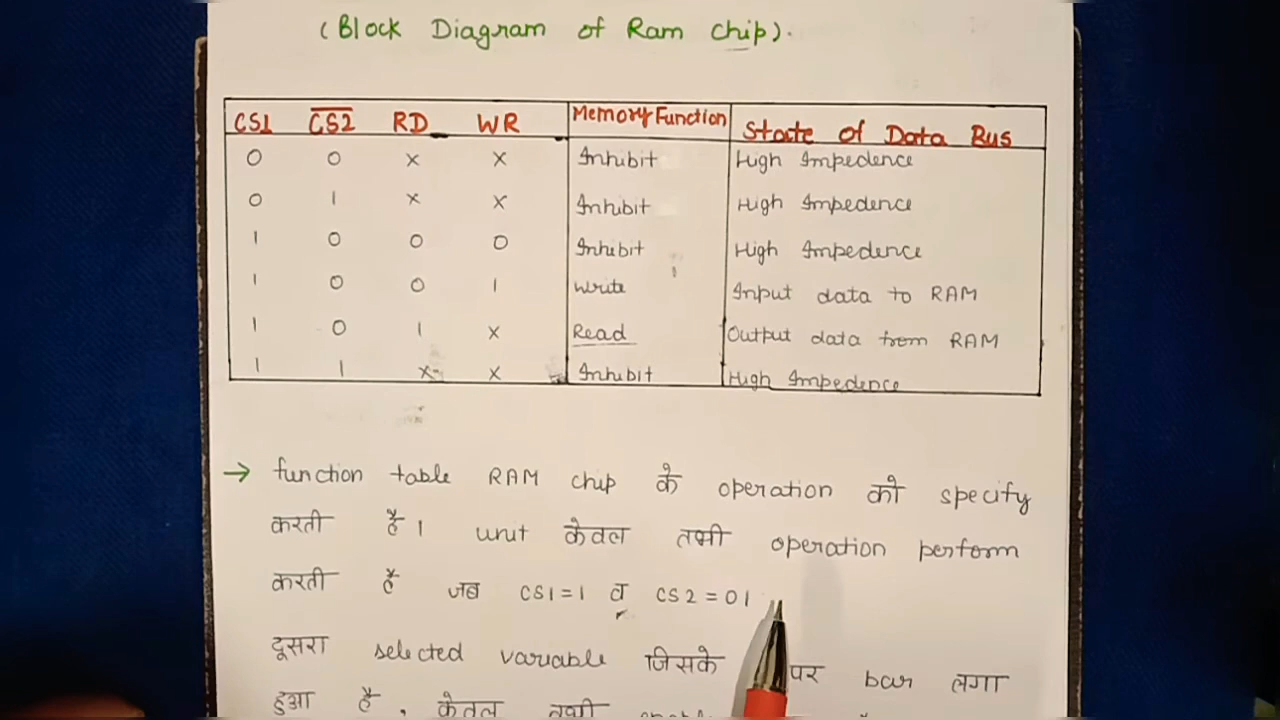 (Block Diagram of Ram Chip).
CS1 C̅S̅2̅ RD WR Memory Function State of Data Bus
0 0 x x Inhibit High Impedence
0 1 x x Inhibit High Impedence
1 0 0 0 Inhibit High Impedence
1 0 0 1 Write Input data to RAM
1 0 1 x Read Output data from RAM
1 1 x x Inhibit High Impedence
→ function table RAM chip के operation को specify
करती है। unit केवल तभी operation perform
करती है जब CS1=1 व CS2=0।
दूसरा selected variable जिसके पर bar लगा
हुआ है, केवल तभी